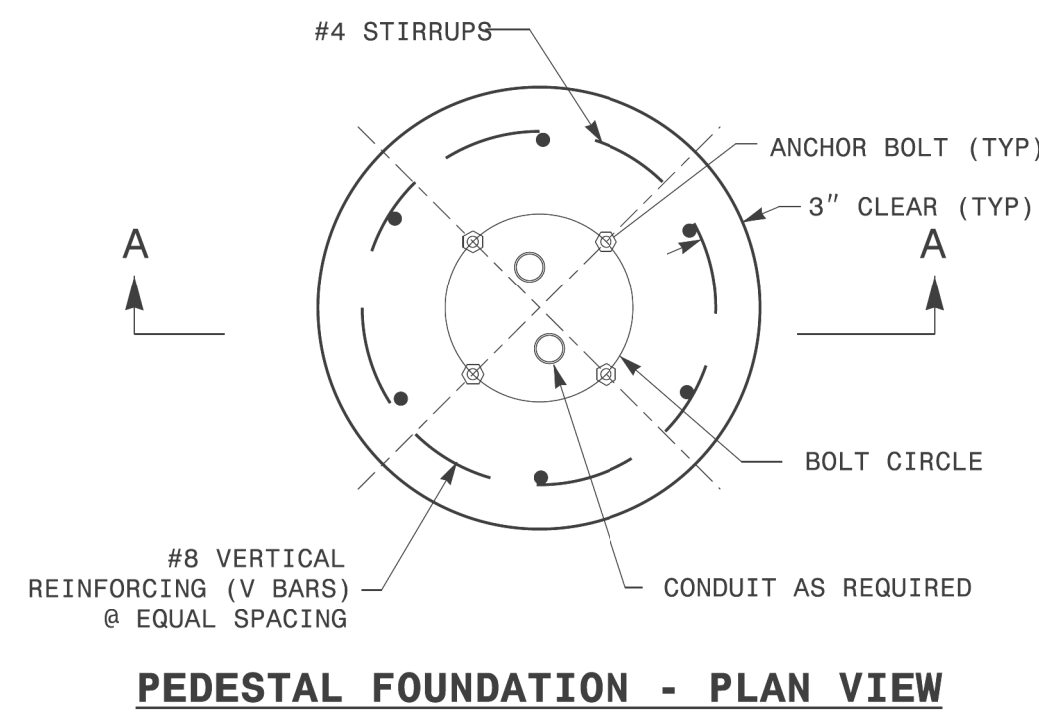 #4 STIRRUPS
ANCHOR BOLT (TYP)
3" CLEAR (TYP)
A
A
BOLT CIRCLE
#8 VERTICAL
REINFORCING (V BARS)
@ EQUAL SPACING
CONDUIT AS REQUIRED
PEDESTAL FOUNDATION - PLAN VIEW